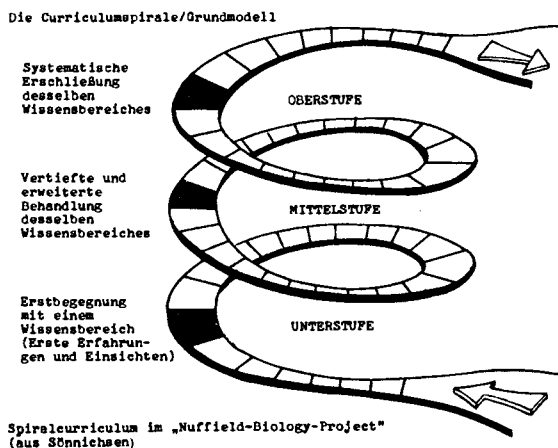 Die Curriculumspirale/Grundmodell
Systematische
Erschließung
desselben
Wissensbereiches
OBERSTUFE
Vertiefte und
erweiterte
Behandlung
desselben
Wissensbereiches
MITTELSTUFE
Erstbegegnung
mit einem
Wissensbereich
(Erste Erfahrun-
gen und Einsichten)
UNTERSTUFE
Spiralcurriculum im „Nuffield-Biology-Project"
(aus Sönnichsen)